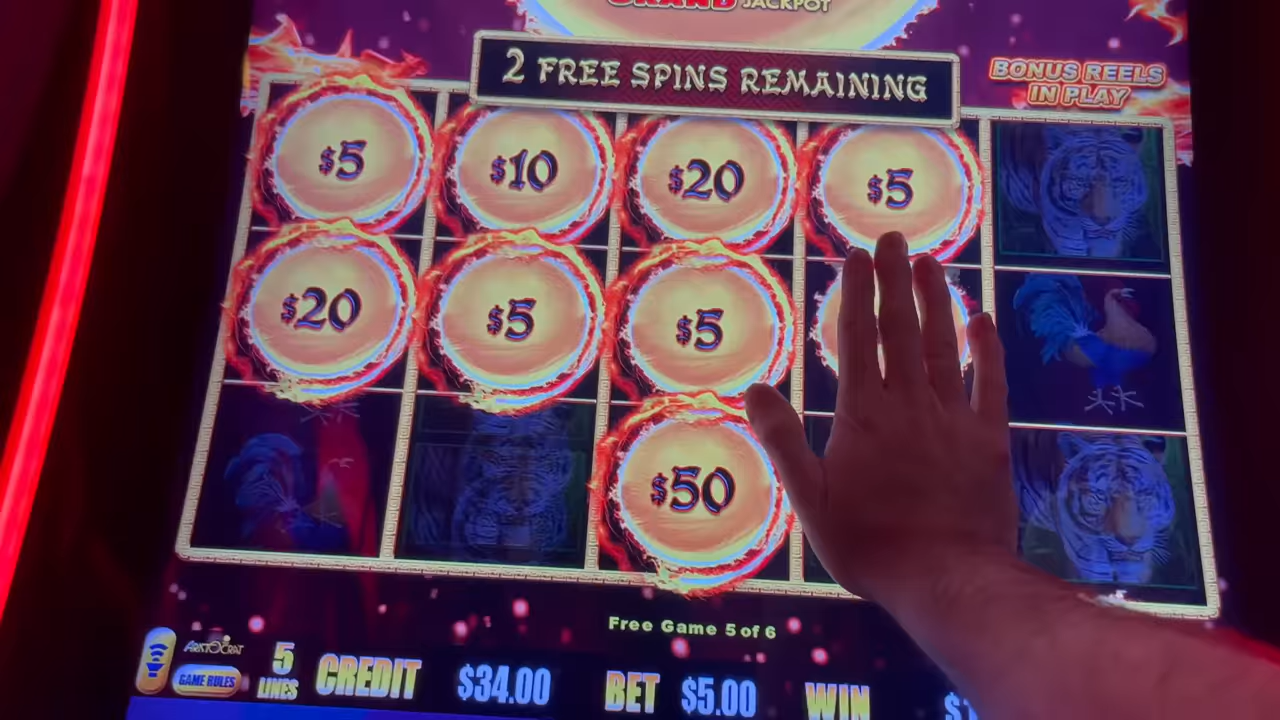 GRAND JACKPOT
2 FREE SPINS REMAINING
BONUS REELS
IN PLAY
$5
$10
$20
$5
$20
$5
$5
$50
Free Game 5 of 6
ARISTOCRAT
GAME RULES
5
LINES
CREDIT $34.00
BET $5.00
WIN